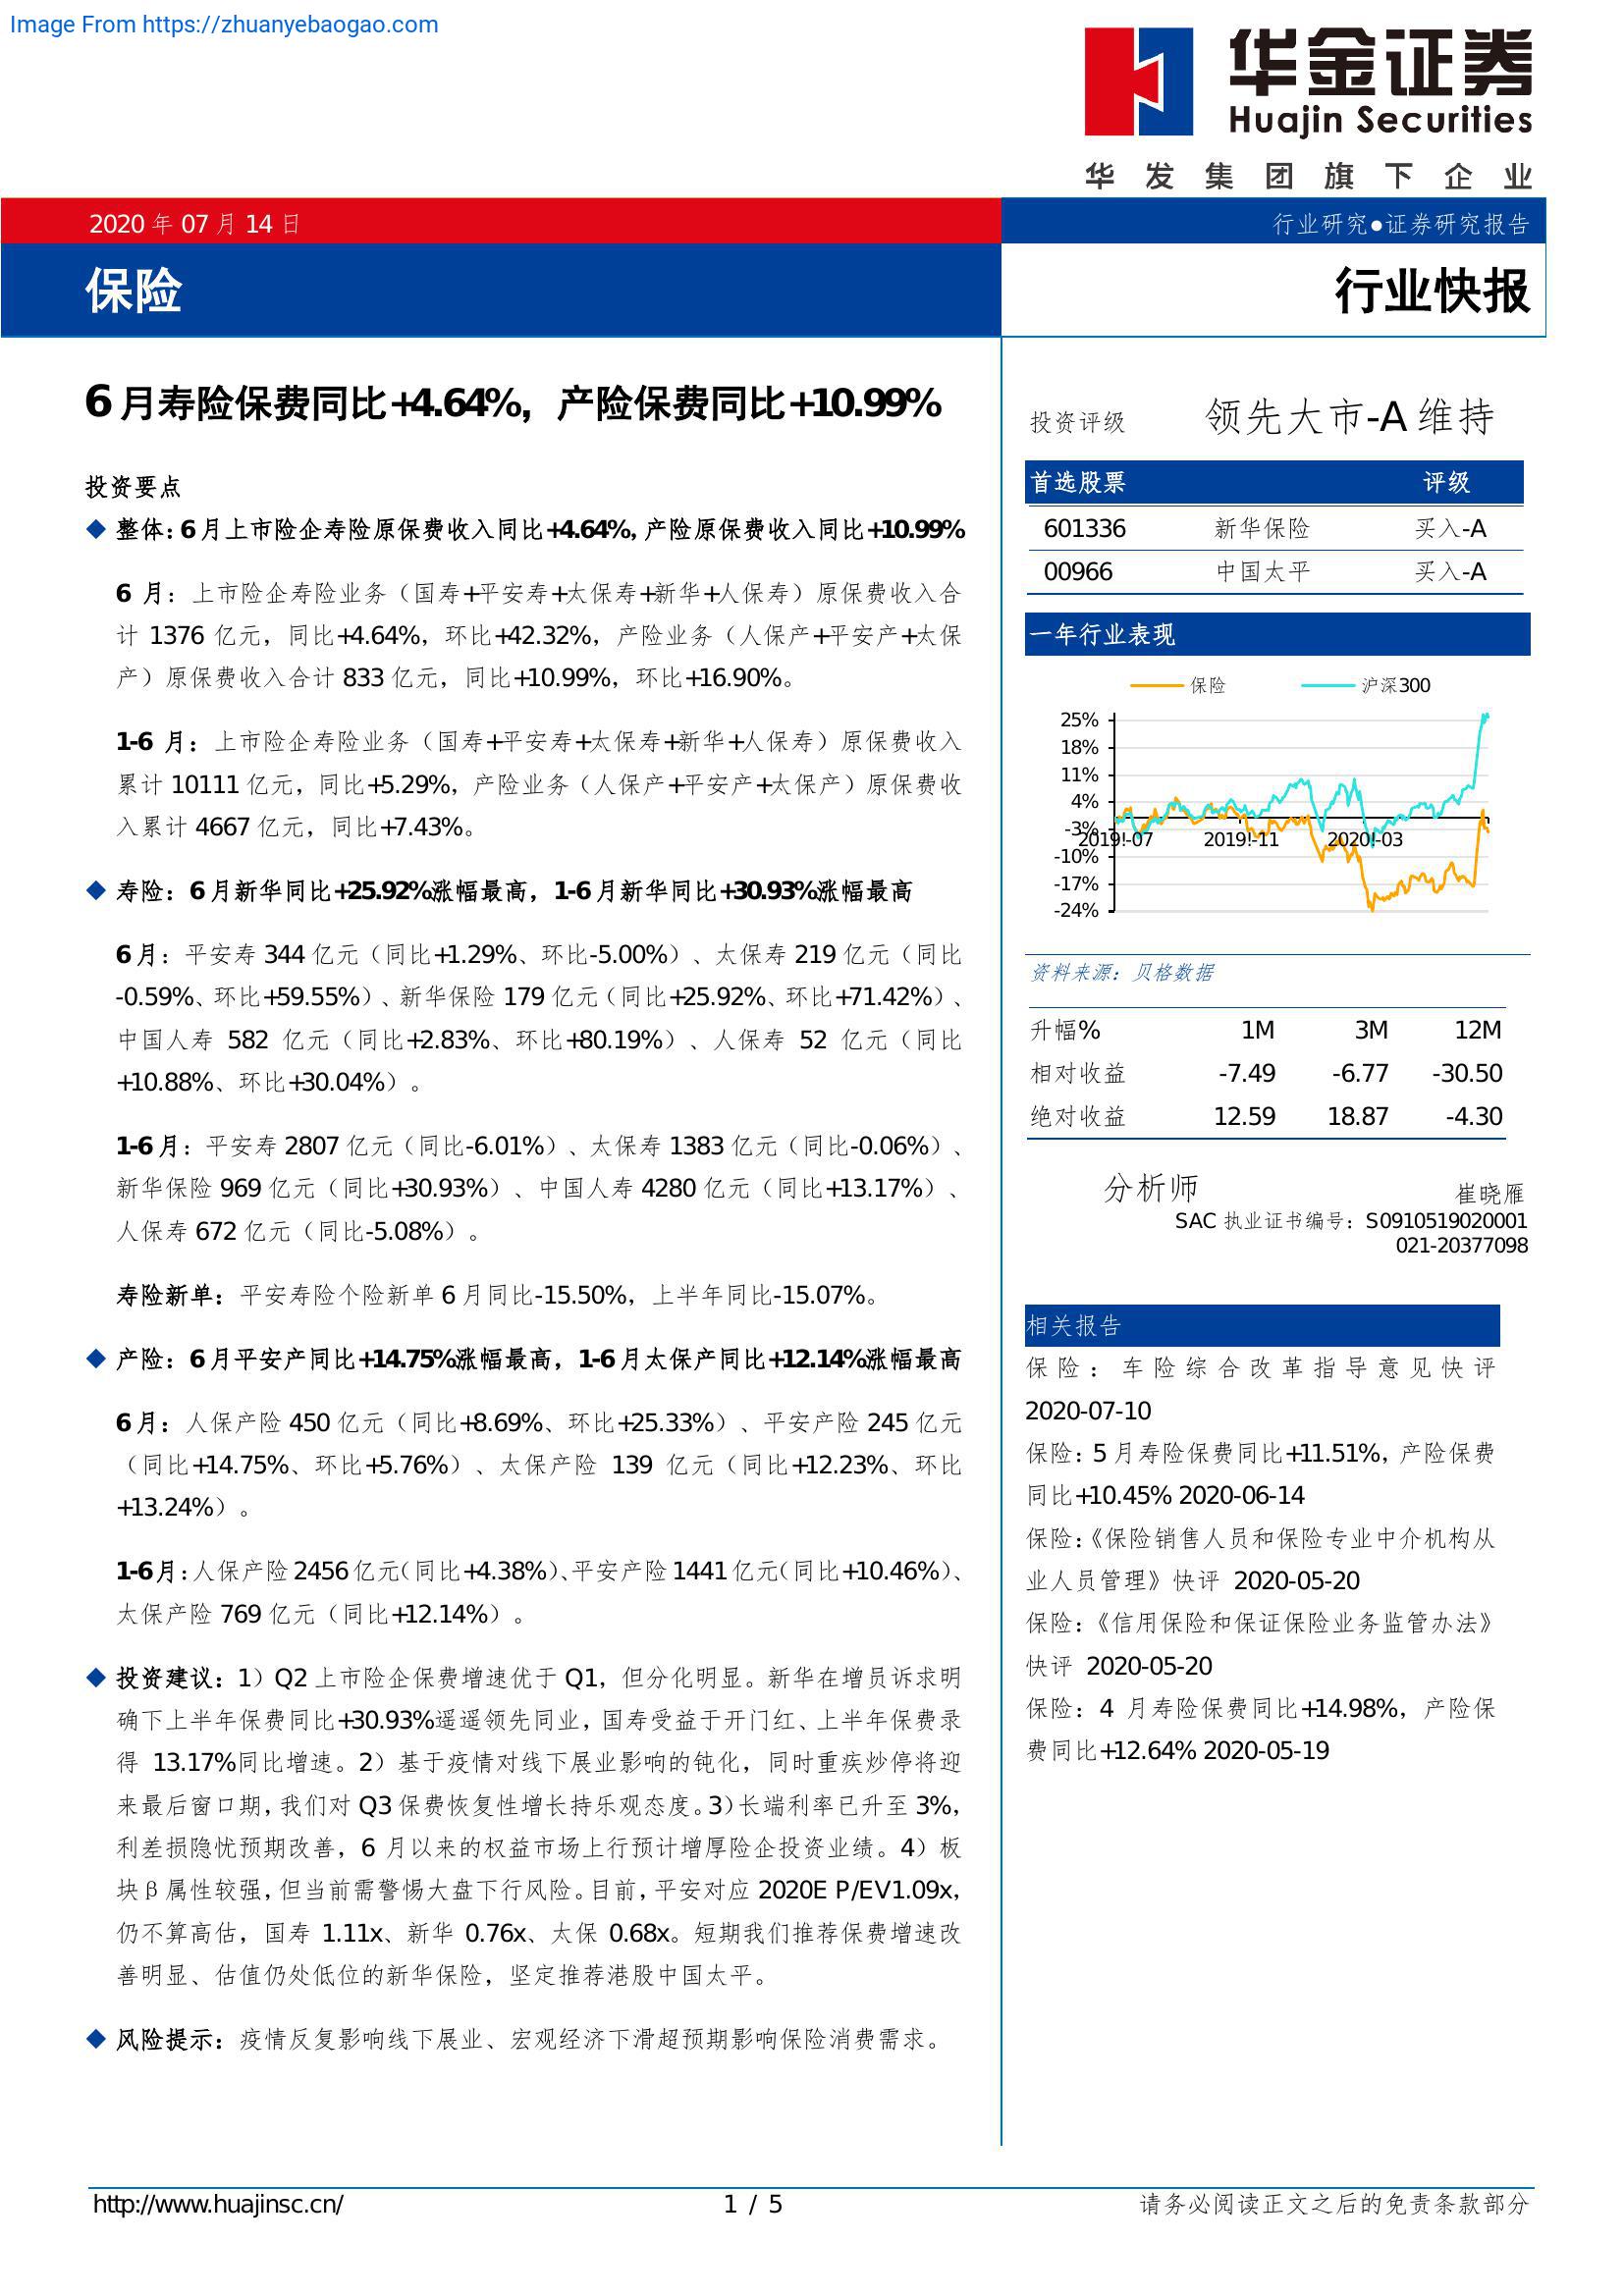 Image From https://zhuanyebaogao.com
华金证券
Huajin Securities
华发集团旗下企业
2020 年 07 月 14 日
行业研究●证券研究报告
保险
行业快报
6 月寿险保费同比+4.64%，产险保费同比+10.99%
投资要点
◆ 整体：6 月上市险企寿险原保费收入同比+4.64%，产险原保费收入同比+10.99%
6 月：上市险企寿险业务（国寿+平安寿+太保寿+新华+人保寿）原保费收入合
计 1376 亿元，同比+4.64%，环比+42.32%，产险业务（人保产+平安产+太保
产）原保费收入合计 833 亿元，同比+10.99%，环比+16.90%。
1-6 月：上市险企寿险业务（国寿+平安寿+太保寿+新华+人保寿）原保费收入
累计 10111 亿元，同比+5.29%，产险业务（人保产+平安产+太保产）原保费收
入累计 4667 亿元，同比+7.43%。
◆ 寿险：6 月新华同比+25.92%涨幅最高，1-6 月新华同比+30.93%涨幅最高
6 月：平安寿 344 亿元（同比+1.29%、环比-5.00%）、太保寿 219 亿元（同比
-0.59%、环比+59.55%）、新华保险 179 亿元（同比+25.92%、环比+71.42%）、
中国人寿 582 亿元（同比+2.83%、环比+80.19%）、人保寿 52 亿元（同比
+10.88%、环比+30.04%）。
1-6 月：平安寿 2807 亿元（同比-6.01%）、太保寿 1383 亿元（同比-0.06%）、
新华保险 969 亿元（同比+30.93%）、中国人寿 4280 亿元（同比+13.17%）、
人保寿 672 亿元（同比-5.08%）。
寿险新单：平安寿险个险新单 6 月同比-15.50%，上半年同比-15.07%。
◆ 产险：6 月平安产同比+14.75%涨幅最高，1-6 月太保产同比+12.14%涨幅最高
6 月：人保产险 450 亿元（同比+8.69%、环比+25.33%）、平安产险 245 亿元
（同比+14.75%、环比+5.76%）、太保产险 139 亿元（同比+12.23%、环比
+13.24%）。
1-6 月：人保产险 2456 亿元（同比+4.38%）、平安产险 1441 亿元（同比+10.46%）、
太保产险 769 亿元（同比+12.14%）。
◆ 投资建议：1）Q2 上市险企保费增速优于 Q1，但分化明显。新华在增员诉求明
确下上半年保费同比+30.93%遥遥领先同业，国寿受益于开门红、上半年保费录
得 13.17%同比增速。2）基于疫情对线下展业影响的钝化，同时重疾炒停将迎
来最后窗口期，我们对 Q3 保费恢复性增长持乐观态度。3）长端利率已升至 3%，
利差损隐忧预期改善，6 月以来的权益市场上行预计增厚险企投资业绩。4）板
块 β 属性较强，但当前需警惕大盘下行风险。目前，平安对应 2020E P/EV1.09x，
仍不算高估，国寿 1.11x、新华 0.76x、太保 0.68x。短期我们推荐保费增速改
善明显、估值仍处低位的新华保险，坚定推荐港股中国太平。
◆ 风险提示：疫情反复影响线下展业、宏观经济下滑超预期影响保险消费需求。
投资评级 领先大市-A 维持
首选股票 评级
601336 新华保险 买入-A
00966 中国太平 买入-A
一年行业表现
保险 沪深300
25%
18%
11%
4%
-3%
-10%
-17%
-24%
2019!-07 2019!-11 2020!-03
资料来源：贝格数据
升幅% 1M 3M 12M
相对收益 -7.49 -6.77 -30.50
绝对收益 12.59 18.87 -4.30
分析师 崔晓雁
SAC 执业证书编号：S0910519020001
021-20377098
相关报告
保险：车险综合改革指导意见快评
2020-07-10
保险：5 月寿险保费同比+11.51%，产险保费
同比+10.45% 2020-06-14
保险：《保险销售人员和保险专业中介机构从
业人员管理》快评 2020-05-20
保险：《信用保险和保证保险业务监管办法》
快评 2020-05-20
保险：4 月寿险保费同比+14.98%，产险保
费同比+12.64% 2020-05-19
http://www.huajinsc.cn/ 1 / 5 请务必阅读正文之后的免责条款部分